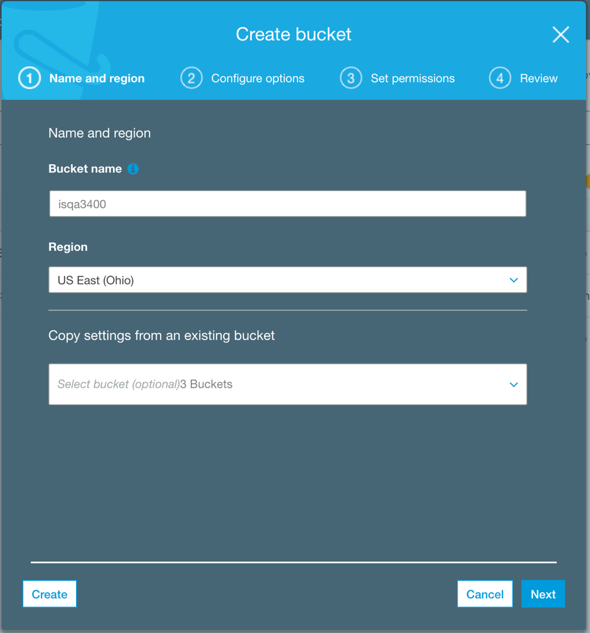 Create bucket
1 Name and region 2 Configure options 3 Set permissions 4 Review
Name and region
Bucket name
isqa3400
Region
US East (Ohio)
Copy settings from an existing bucket
Select bucket (optional)3 Buckets
Create Cancel Next